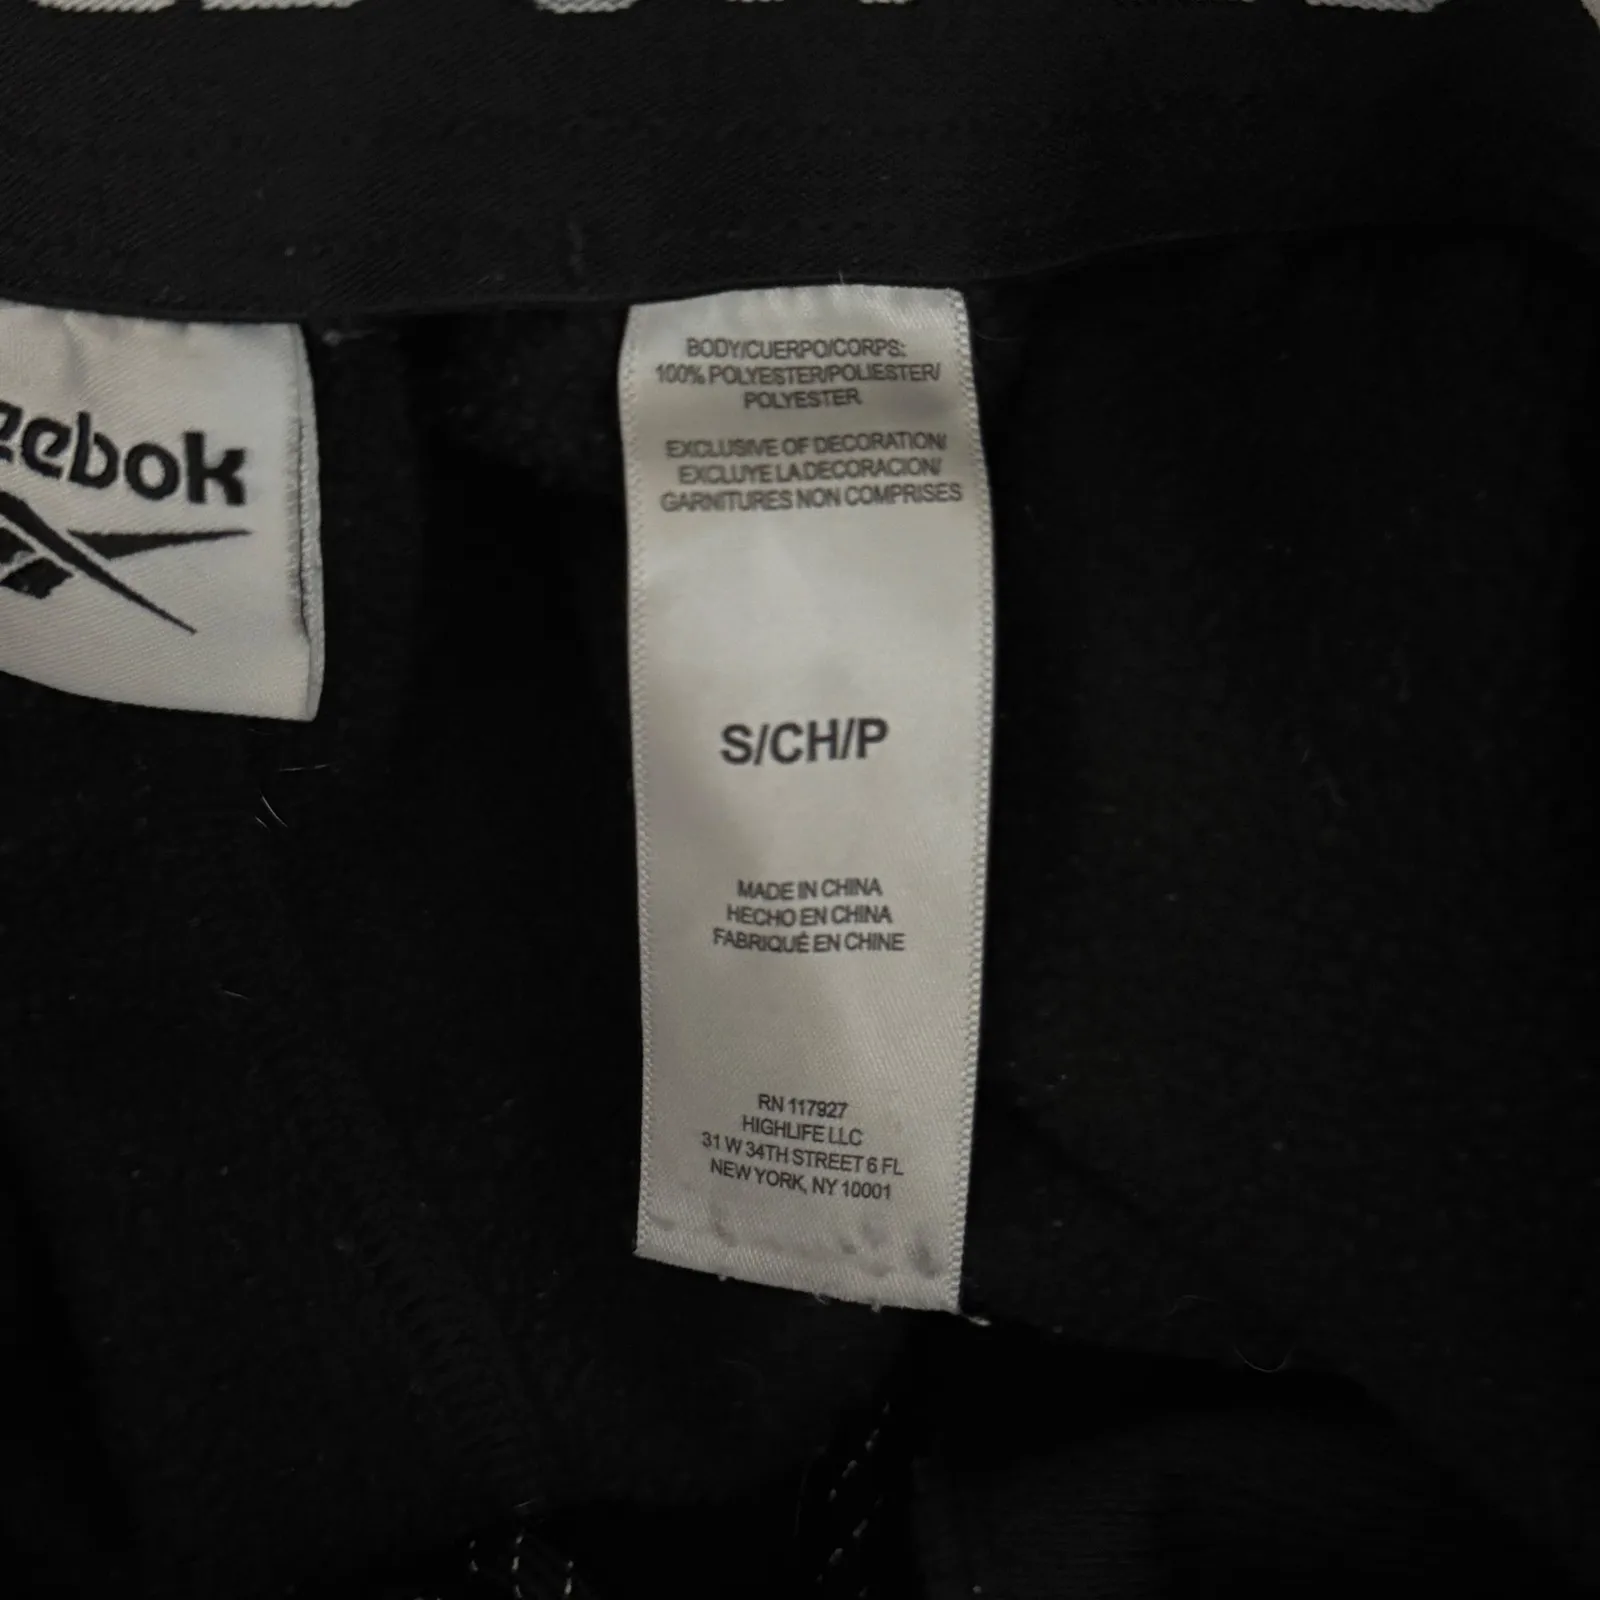 eebok
BODY/CUERPO/CORPS:
100% POLYESTER/POLIESTER/
POLYESTER
EXCLUSIVE OF DECORATION/
EXCLUYE LA DECORACION/
GARNITURES NON COMPRISES
S/CH/P
MADE IN CHINA
HECHO EN CHINA
FABRIQUÉ EN CHINE
RN 117927
HIGHLIFE LLC
31 W 34TH STREET 6 FL
NEW YORK, NY 10001